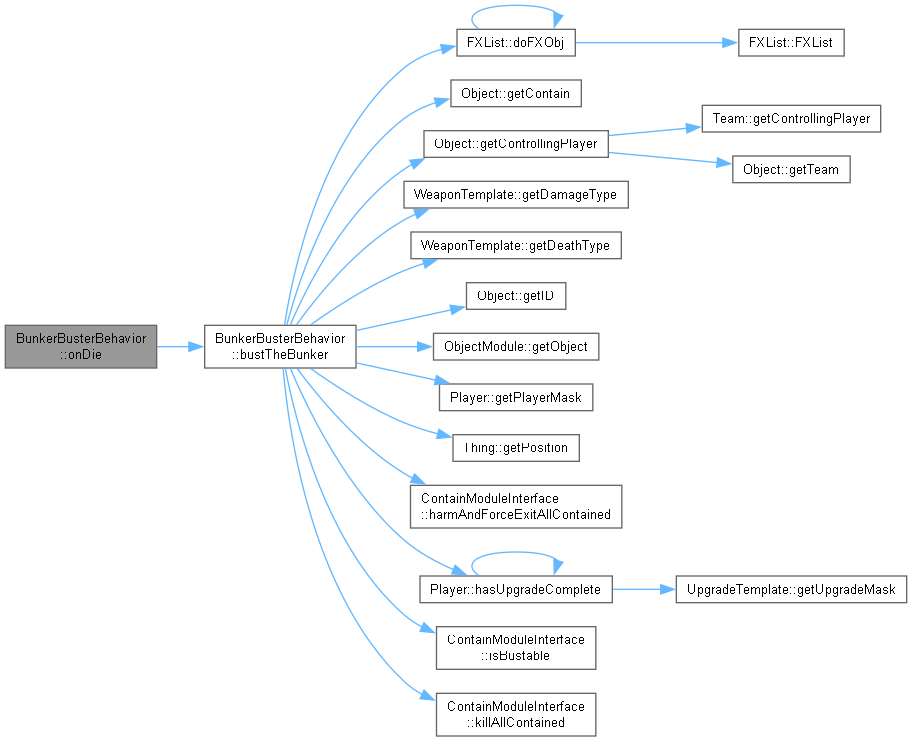 FXList::doFXObj
FXList::FXList
Object::getContain
Team::getControllingPlayer
Object::getControllingPlayer
Object::getTeam
WeaponTemplate::getDamageType
WeaponTemplate::getDeathType
Object::getID
BunkerBusterBehavior
::onDie
BunkerBusterBehavior
::bustTheBunker
ObjectModule::getObject
Player::getPlayerMask
Thing::getPosition
ContainModuleInterface
::harmAndForceExitAllContained
Player::hasUpgradeComplete
UpgradeTemplate::getUpgradeMask
ContainModuleInterface
::isBustable
ContainModuleInterface
::killAllContained